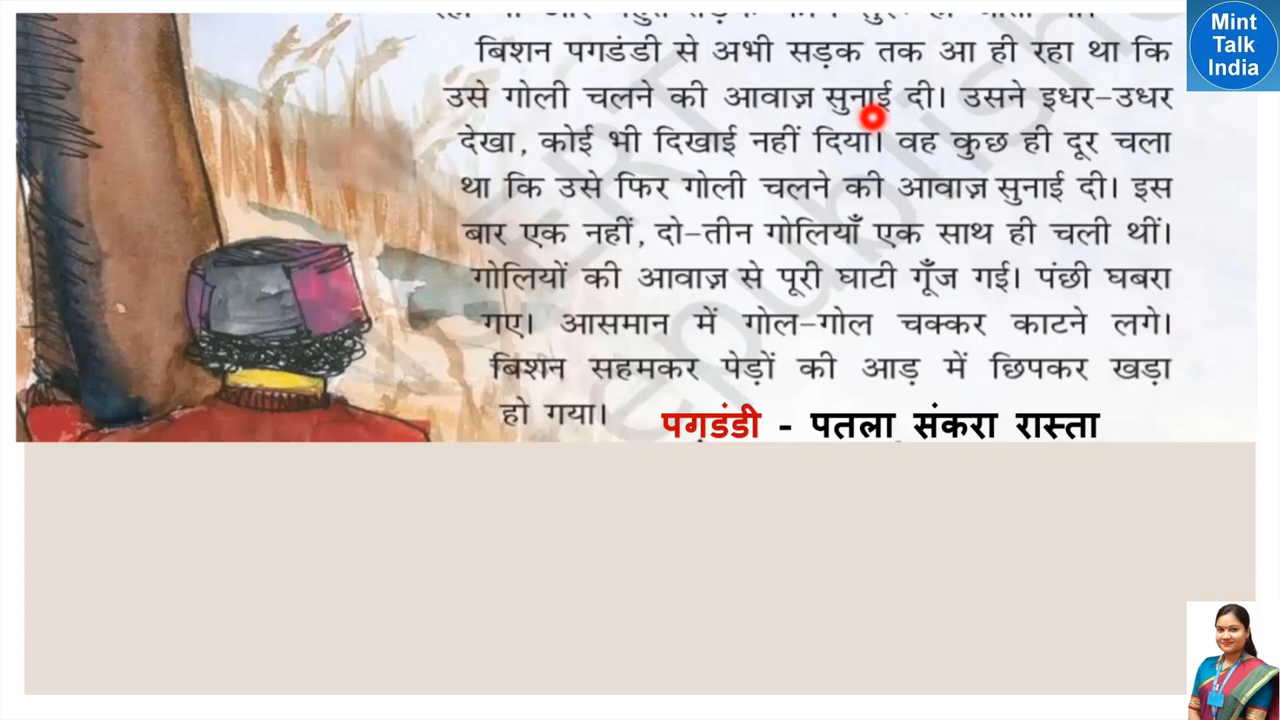 बिशन पगडंडी से अभी सड़क तक आ ही रहा था कि
उसे गोली चलने की आवाज़ सुनाई दी। उसने इधर-उधर
देखा, कोई भी दिखाई नहीं दिया। वह कुछ ही दूर चला
था कि उसे फिर गोली चलने की आवाज़ सुनाई दी। इस
बार एक नहीं, दो-तीन गोलियाँ एक साथ ही चली थीं।
गोलियों की आवाज़ से पूरी घाटी गूँज गई। पंछी घबरा
गए। आसमान में गोल-गोल चक्कर काटने लगे।
बिशन सहमकर पेड़ों की आड़ में छिपकर खड़ा
हो गया।
पगडंडी - पतला संकरा रास्ता
Mint
Talk
India